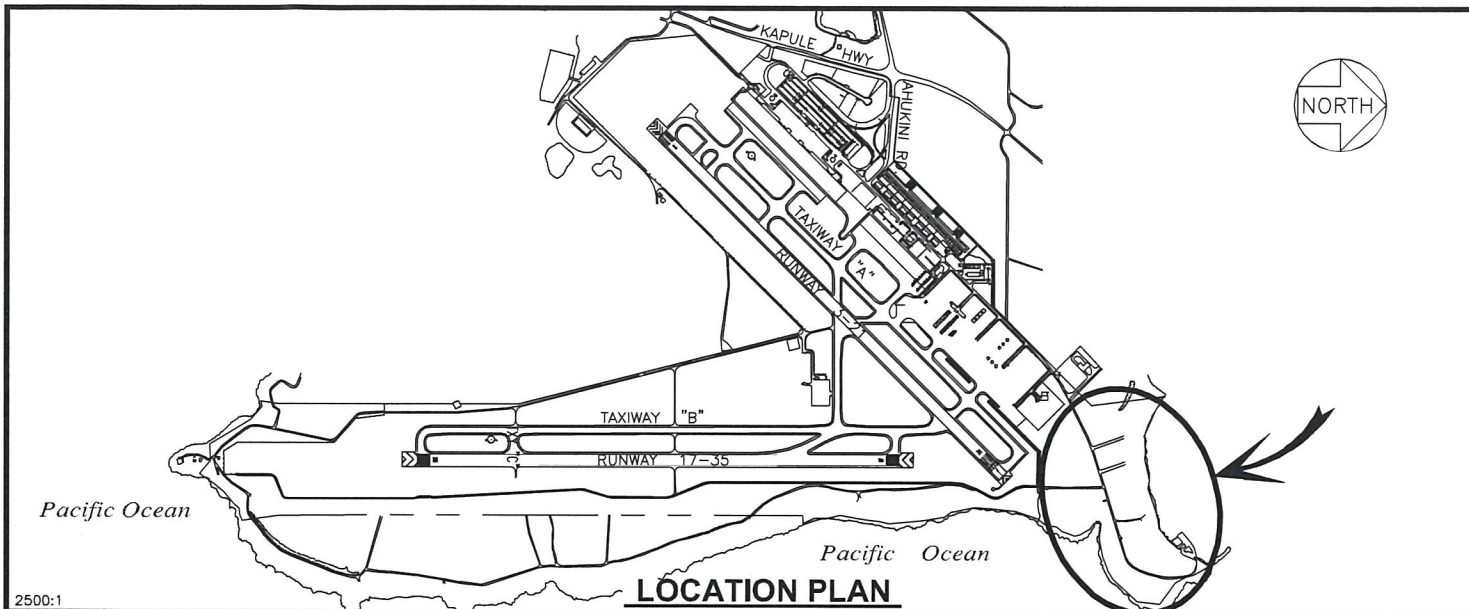 KAPULE HWY
AHUKINI RD
NORTH
TAXIWAY "A"
RUNWAY
TAXIWAY "B"
RUNWAY 17-35
Pacific Ocean
Pacific Ocean
LOCATION PLAN
2500:1